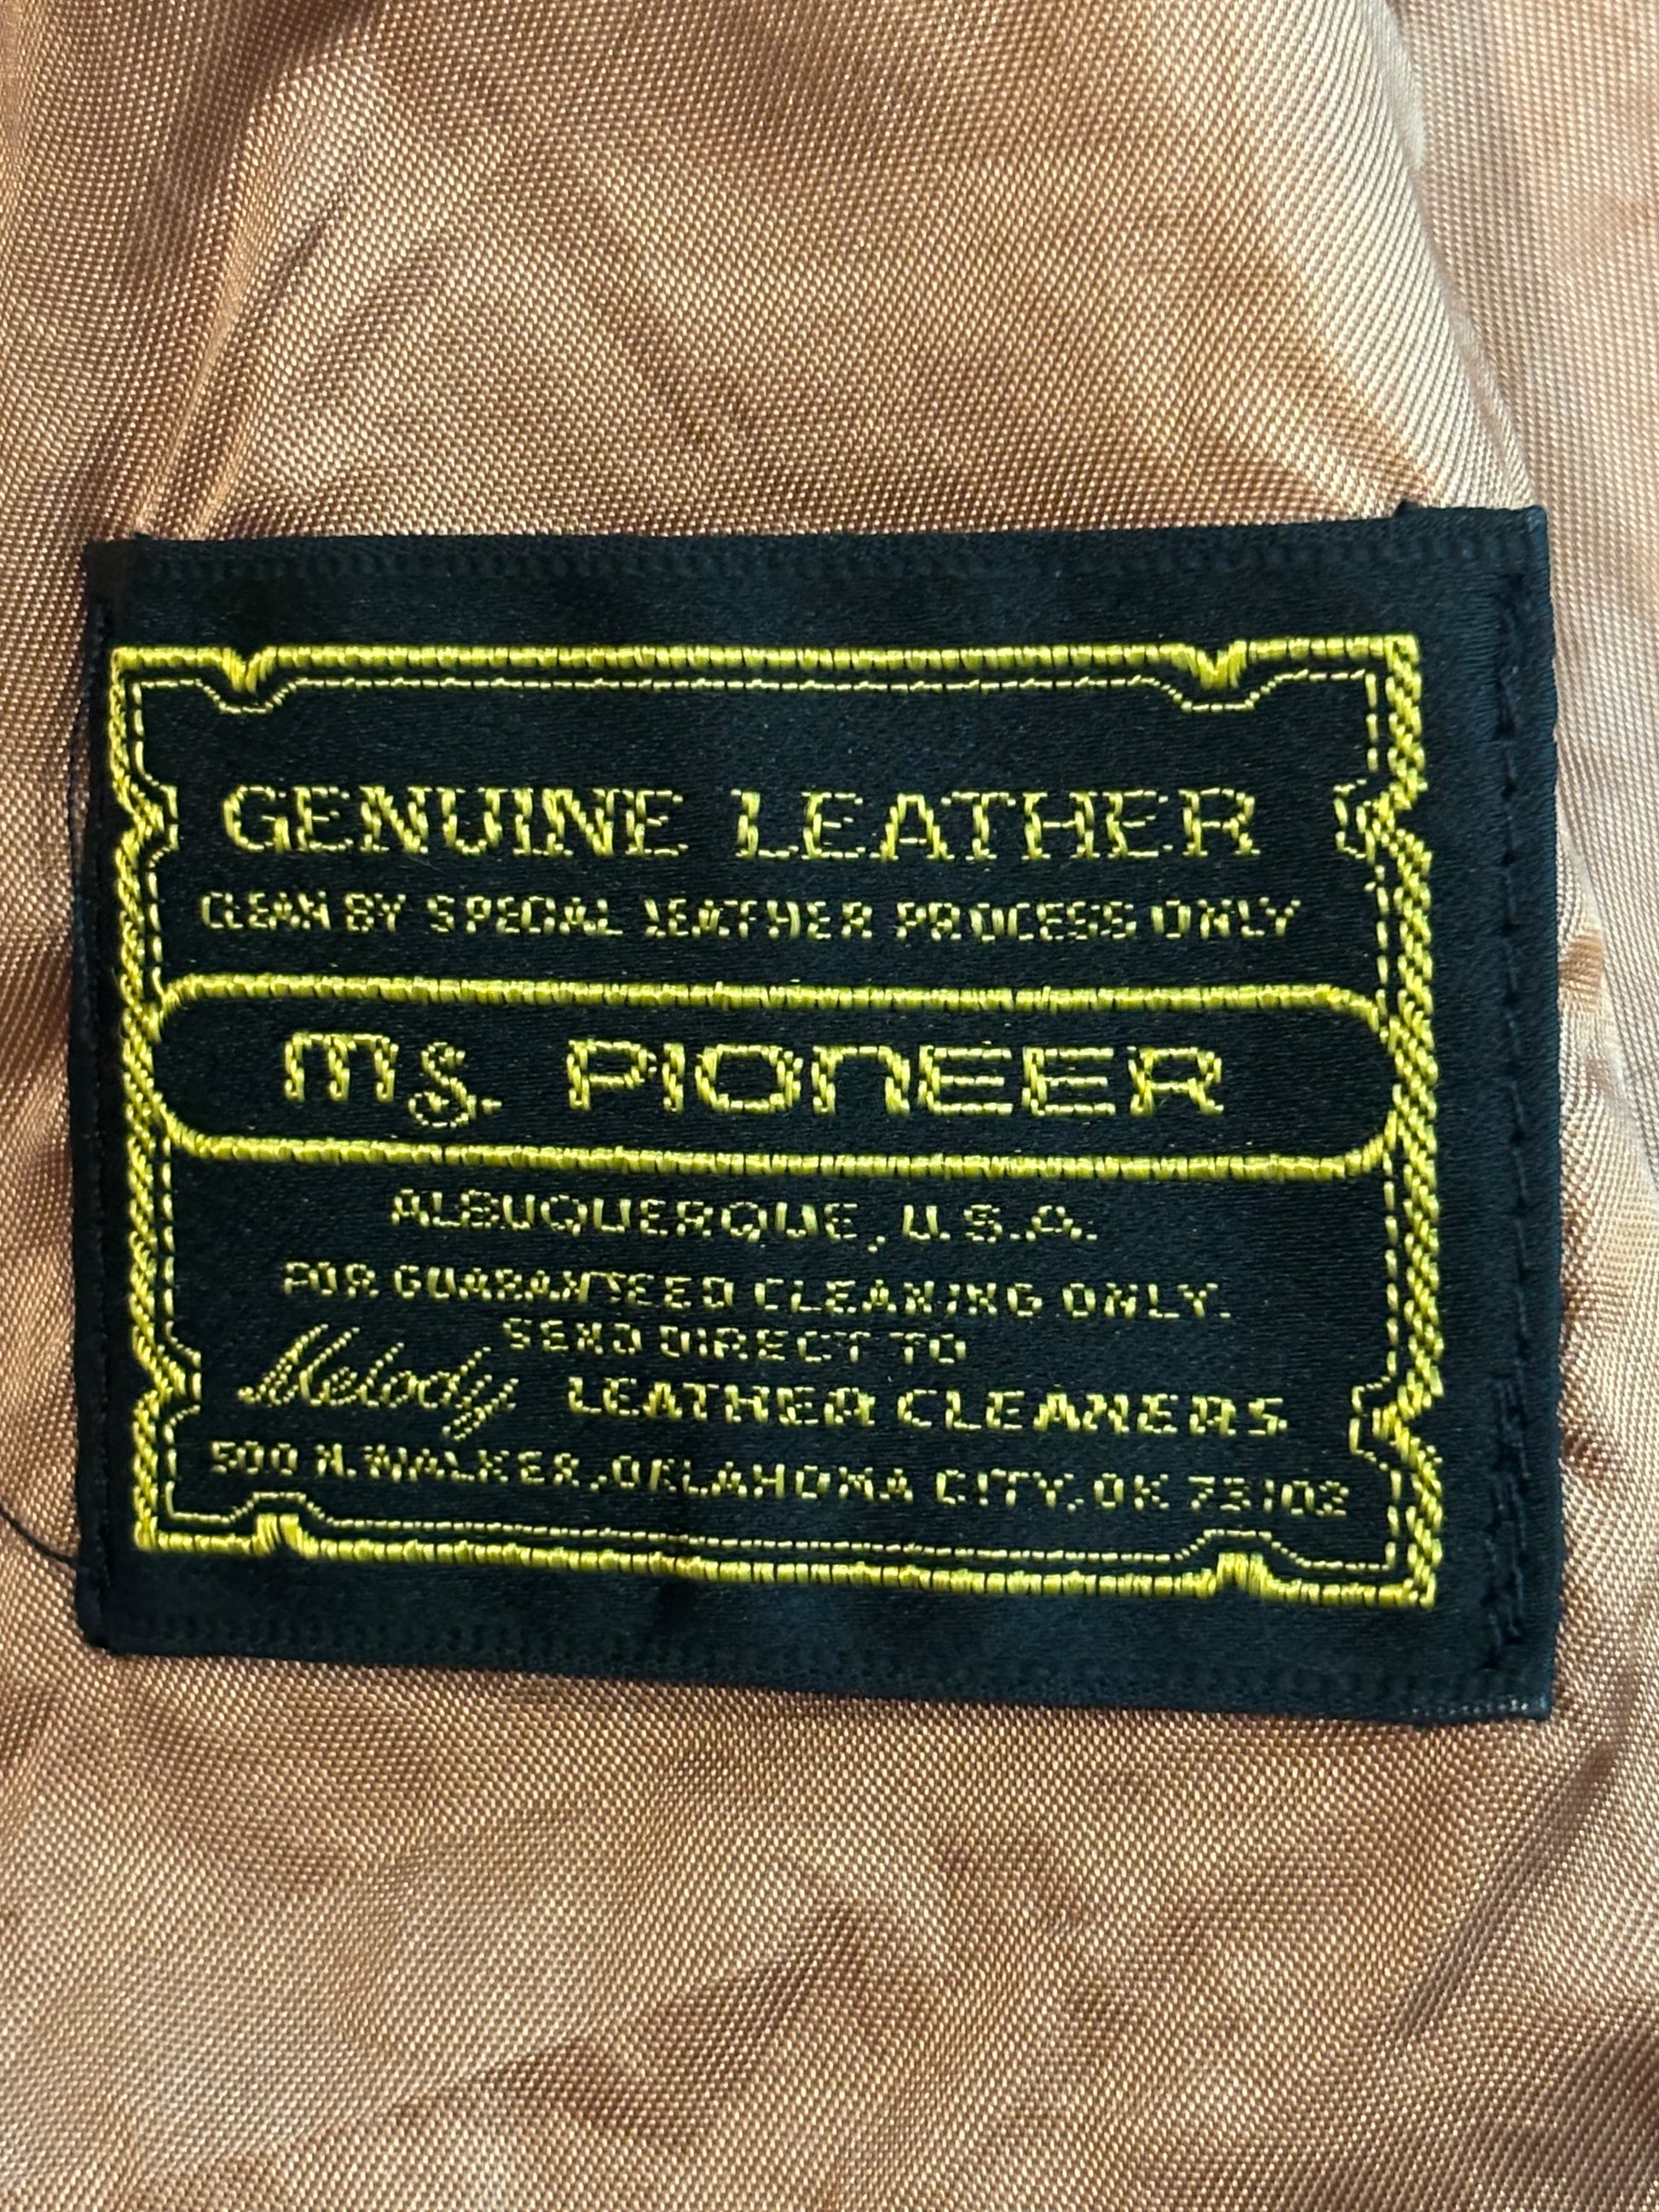 GENUINE LEATHER
CLEAN BY SPECIAL LEATHER PROCESS ONLY
Ms. PIONEER
ALBUQUERQUE, U.S.A.
FOR GUARANTEED CLEANING ONLY.
SEND DIRECT TO
Melody LEATHER CLEANERS
500 N. WALKER, OKLAHOMA CITY, OK 73102